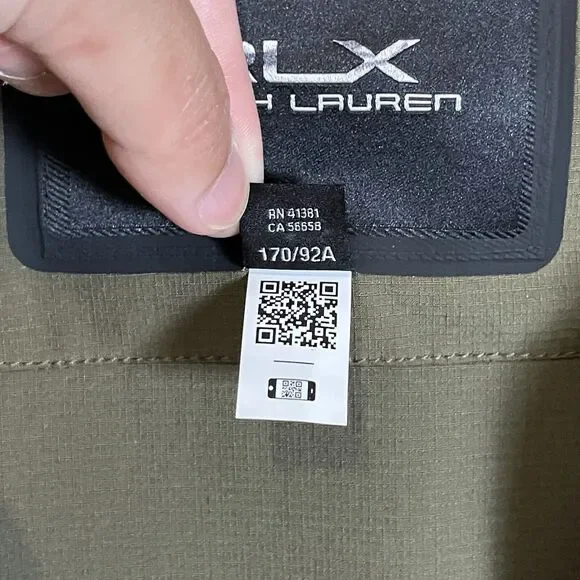 RLX
H LAUREN
RN 41381
CA 56658
170/92A